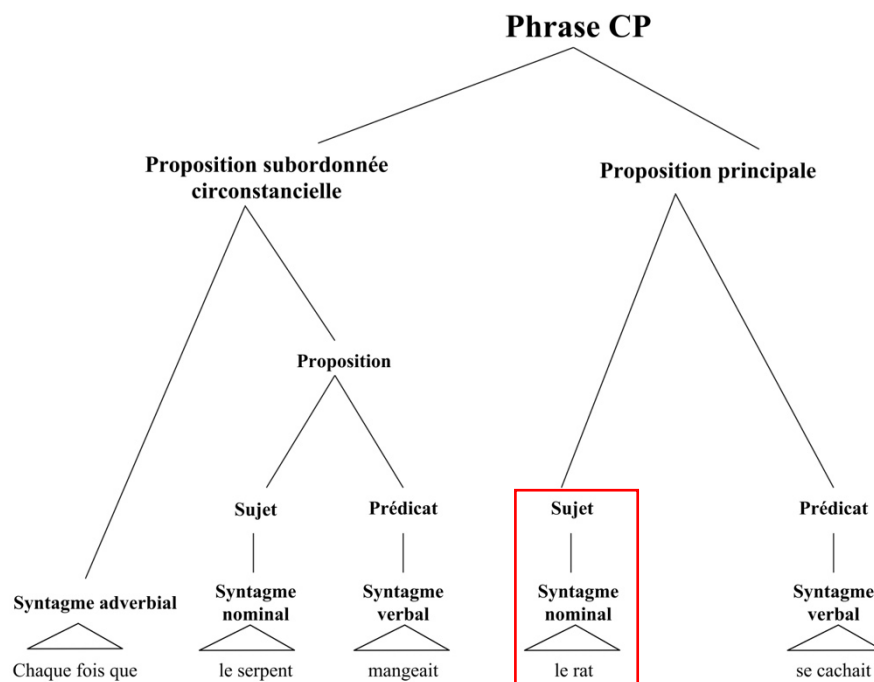 Phrase CP
Proposition subordonnée
circonstancielle
Proposition principale
Proposition
Sujet
Prédicat
Sujet
Prédicat
Syntagme adverbial
Syntagme
nominal
Syntagme
verbal
Syntagme
nominal
Syntagme
verbal
Chaque fois que
le serpent
mangeait
le rat
se cachait